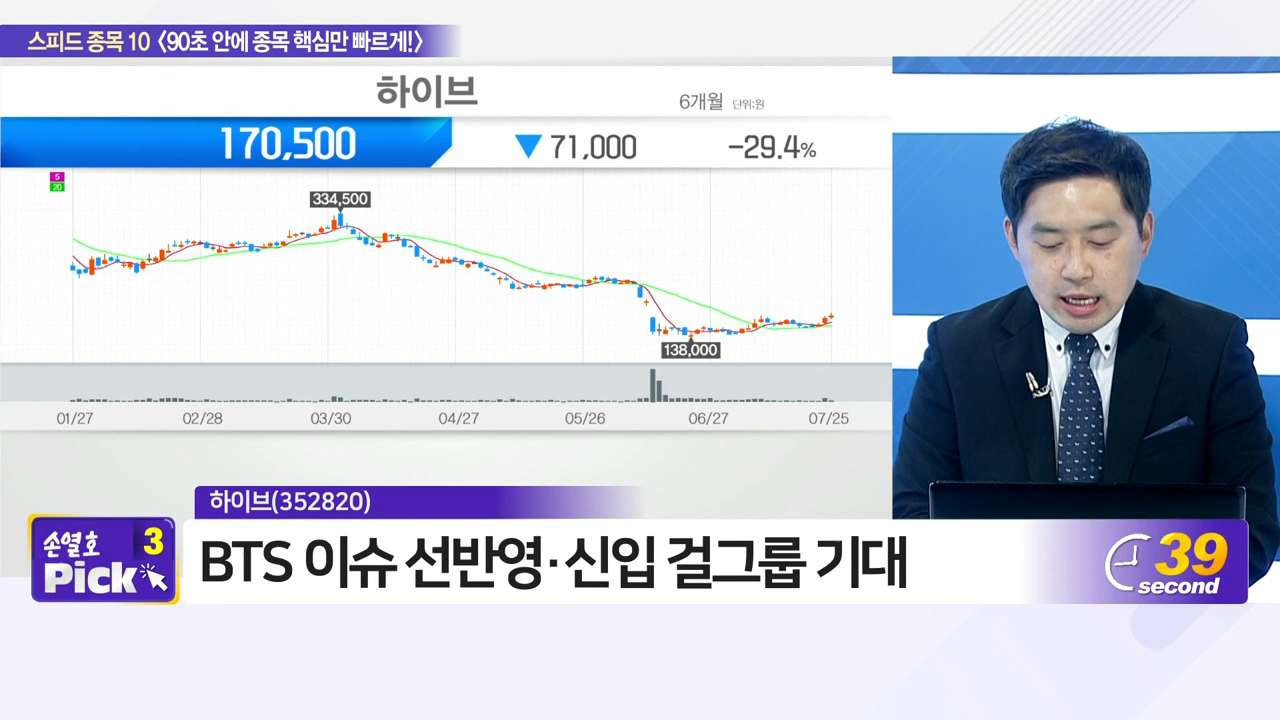 스피드 종목 10 <90초 안에 종목 핵심만 빠르게!>
하이브
6개월 단위:원
170,500 ▼71,000 -29.4%
5
20
334,500
138,000
01/27 02/28 03/30 04/27 05/26 06/27 07/25
하이브(352820)
손열호 3
Pick
BTS 이슈 선반영·신입 걸그룹 기대
39
second